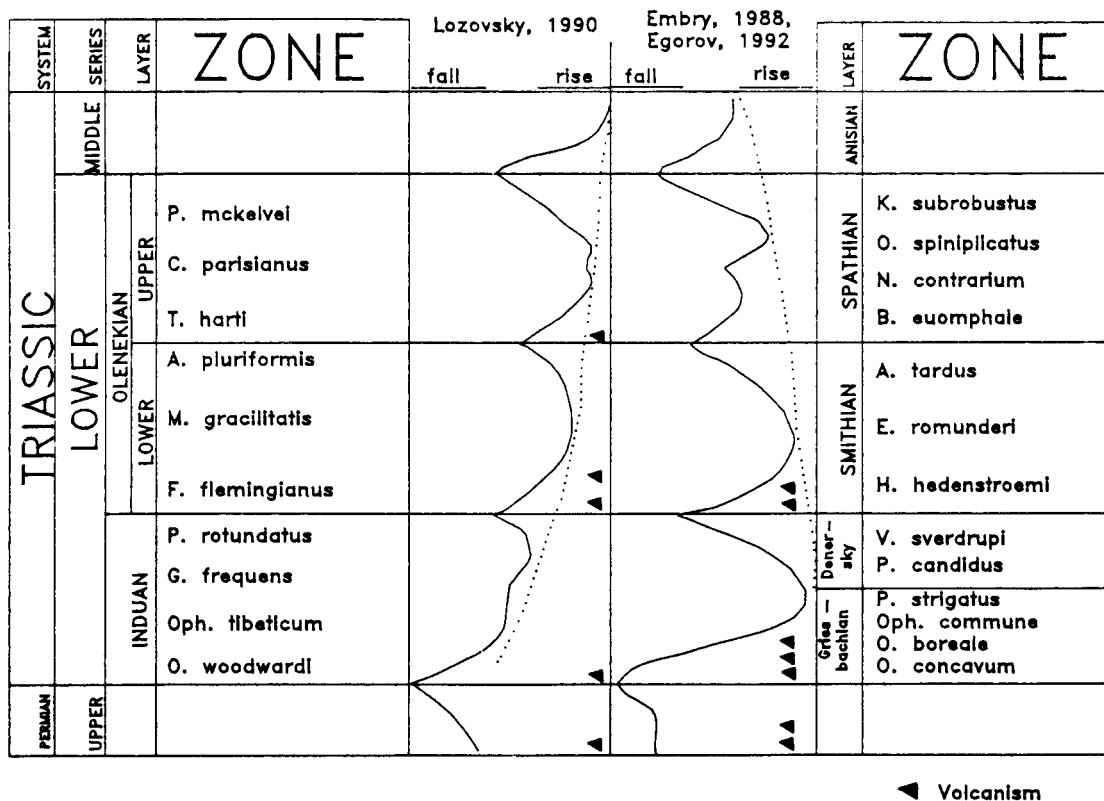 SYSTEM
SERIES
LAYER
ZONE
Lozovsky, 1990
fall rise
Embry, 1988,
Egorov, 1992
fall rise
LAYER
ZONE
TRIASSIC
PERMIAN
MIDDLE
LOWER
UPPER
OLENEKIAN
UPPER
LOWER
INDUAN
P. mckelvei
C. parisianus
T. harti
A. pluriformis
M. gracilitatis
F. flemingianus
P. rotundatus
G. frequens
Oph. tibeticum
O. woodwardi
ANISIAN
SPATHIAN
SMITHIAN
Dener-
sky
Gries-
bachian
K. subrobustus
O. spiniplicatus
N. contrarium
B. euomphale
A. tardus
E. romunderi
H. hedenstroemi
V. sverdrupi
P. candidus
P. strigatus
Oph. commune
O. boreale
O. concavum
Volcanism